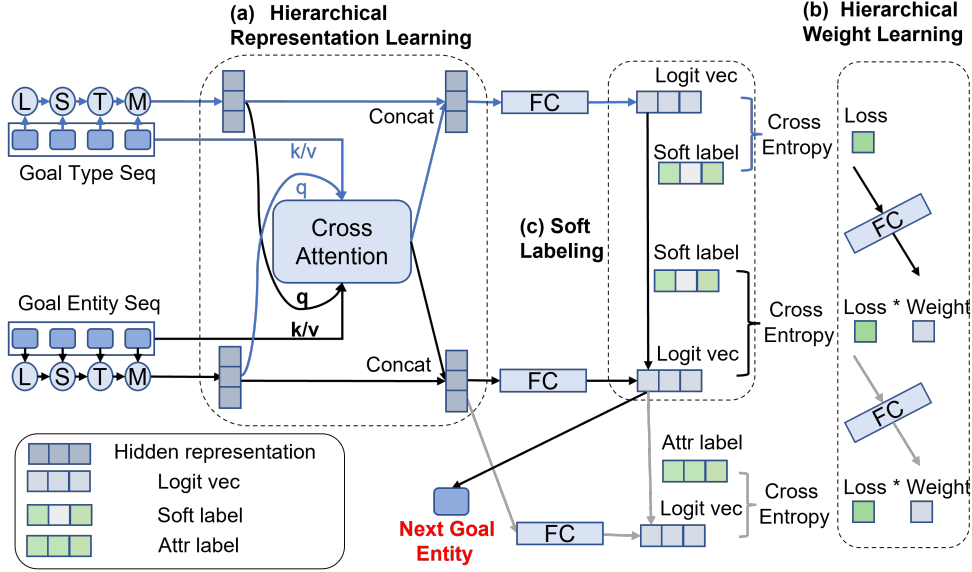 (a) Hierarchical
Representation Learning
(b) Hierarchical
Weight Learning
L S T M
Goal Type Seq
Concat
k/v
q
Cross
Attention
q
k/v
Goal Entity Seq
L S T M
Concat
FC
Logit vec
Soft label
Cross
Entropy
(c) Soft
Labeling
Soft label
Cross
Entropy
Logit vec
FC
Attr label
Logit vec
Cross
Entropy
FC
Next Goal
Entity
Loss
FC
Loss * Weight
FC
Loss * Weight
Hidden representation
Logit vec
Soft label
Attr label